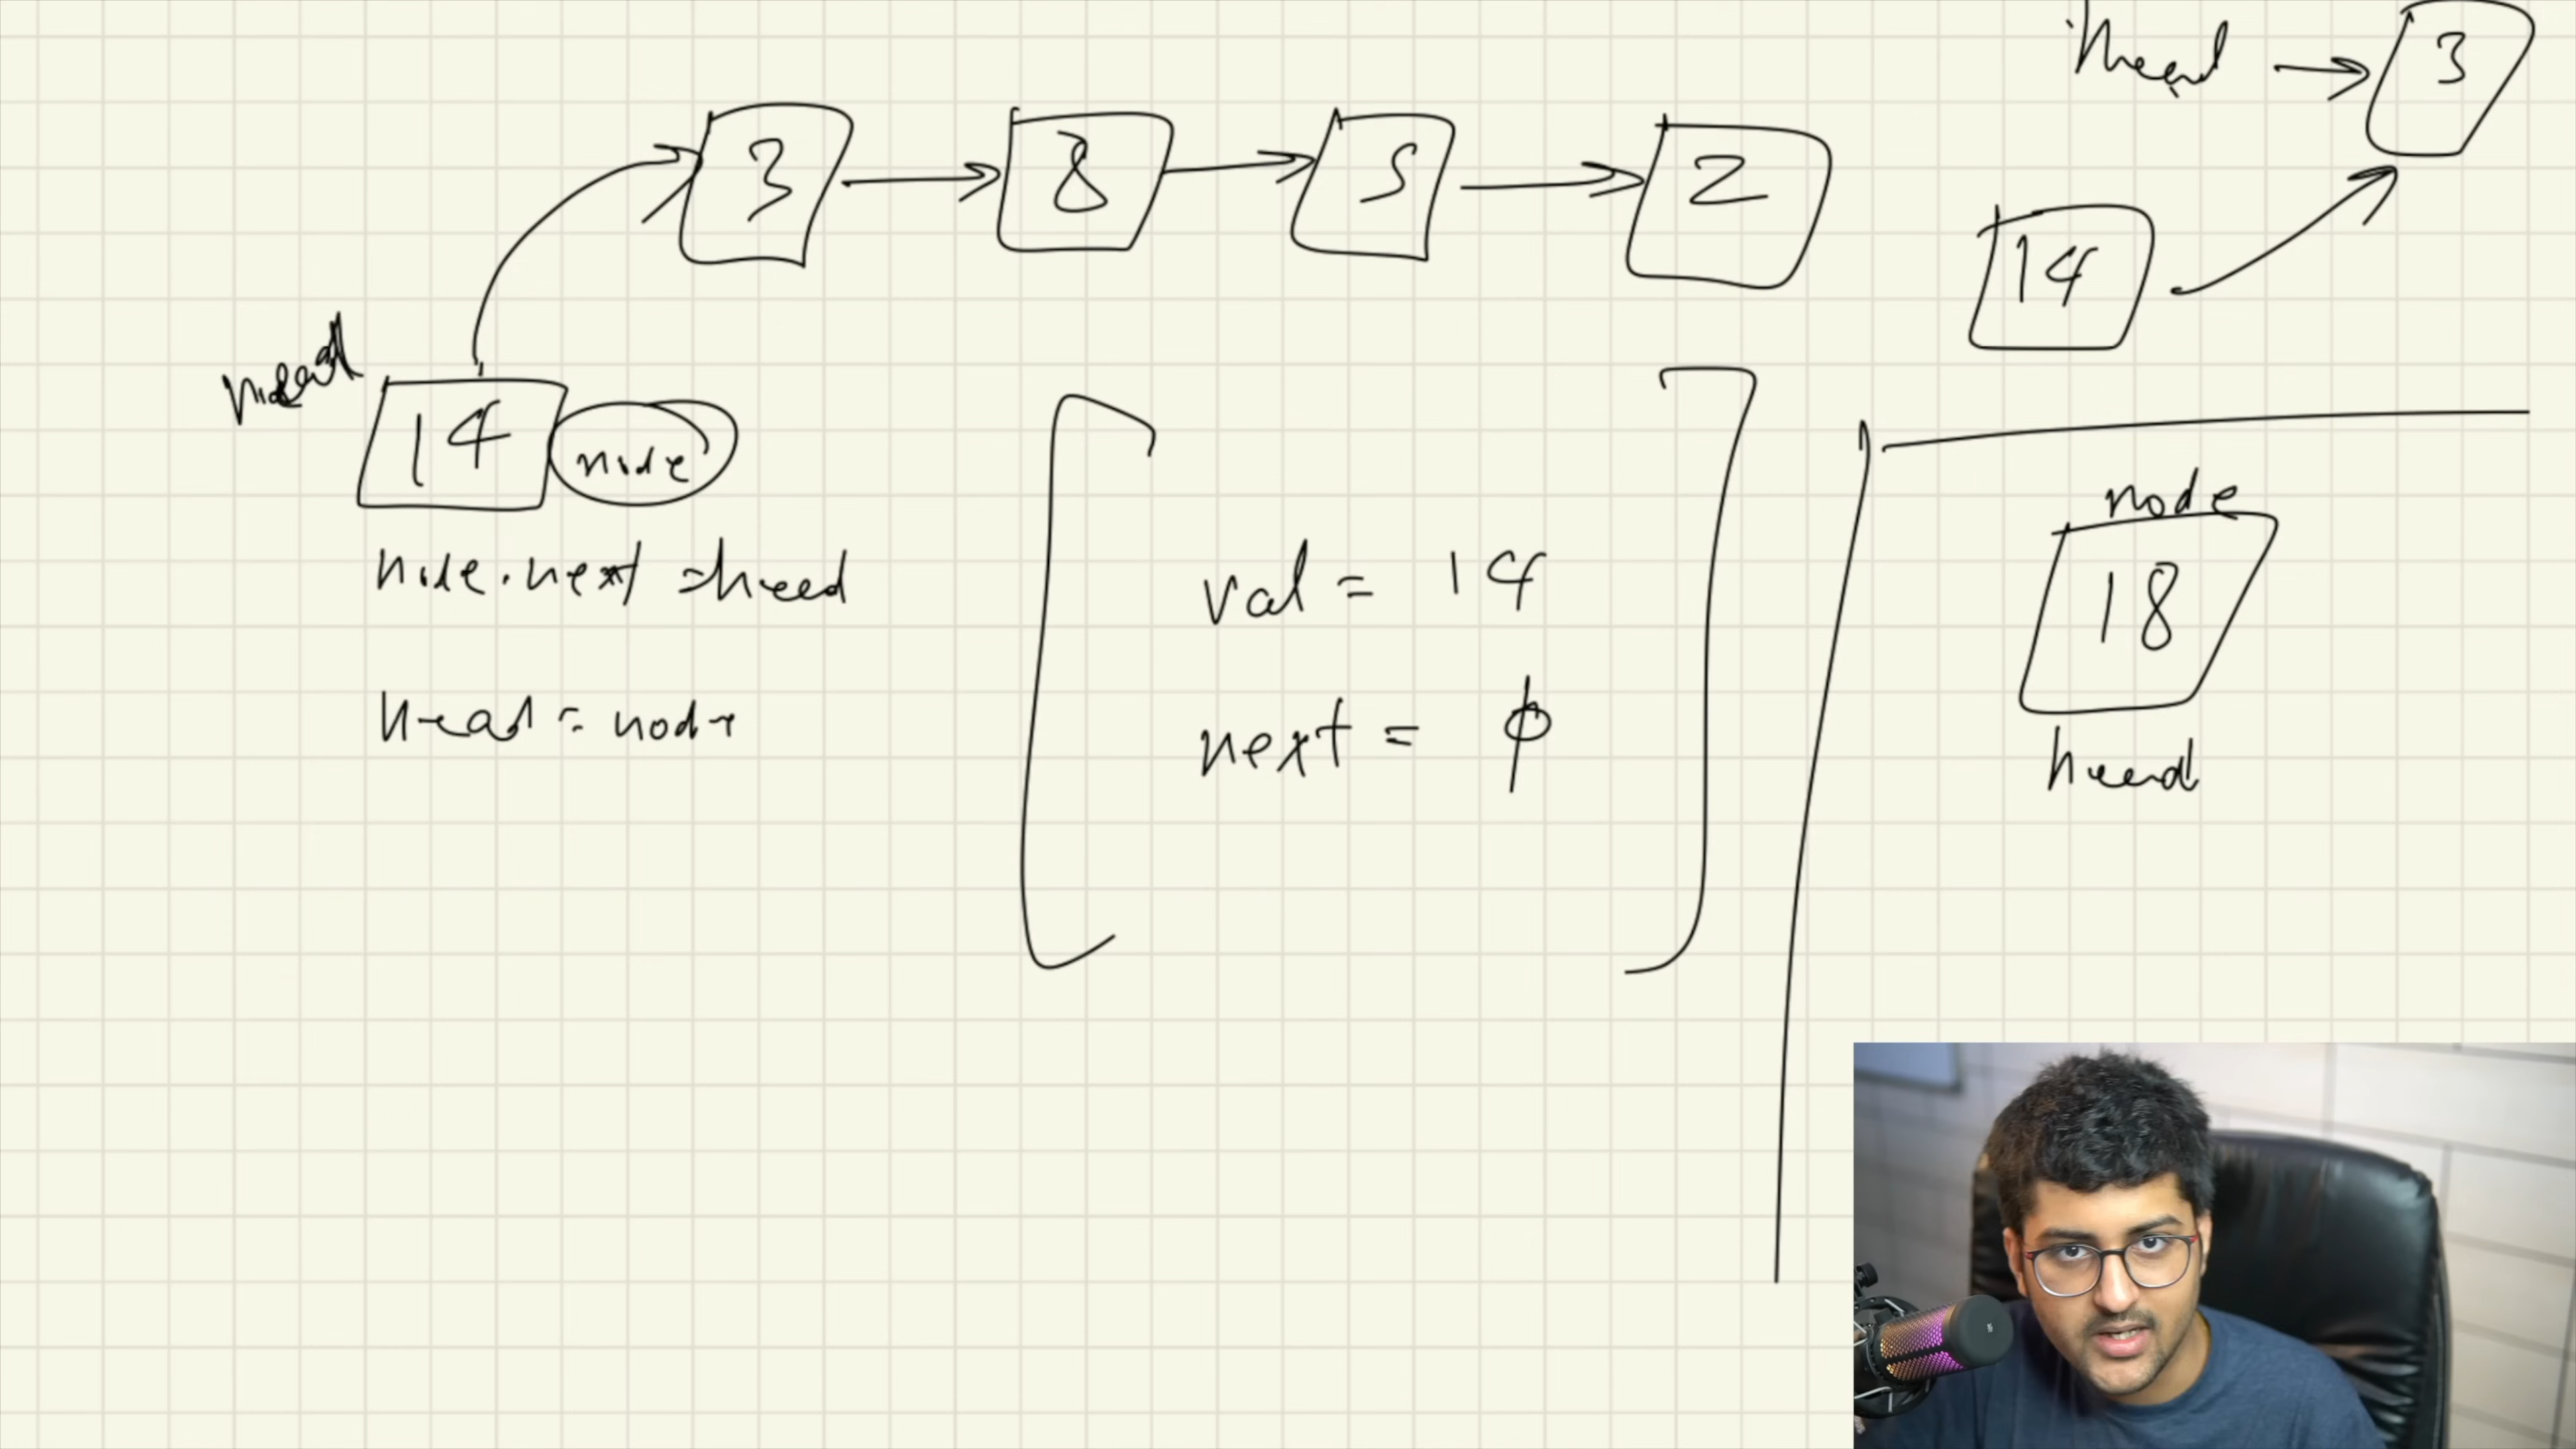 head → 3
3 → 8 → 5 → 2
14
head
14 node
node.next = head
head = node
val = 14
next = ϕ
node
18
head